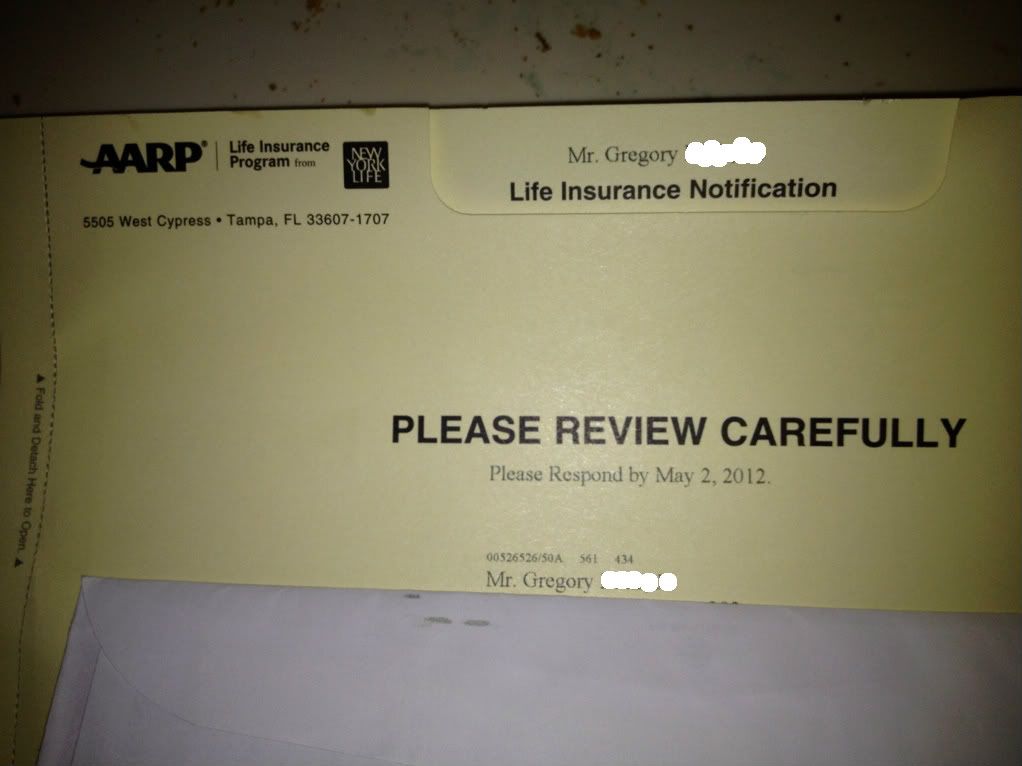 AARP® | Life Insurance
Program from
NEW
YORK
LIFE
5505 West Cypress • Tampa, FL 33607-1707
Mr. Gregory
Life Insurance Notification
▲ Fold and Detach Here to Open. ▲
PLEASE REVIEW CAREFULLY
Please Respond by May 2, 2012.
00526526/50A 561 434
Mr. Gregory